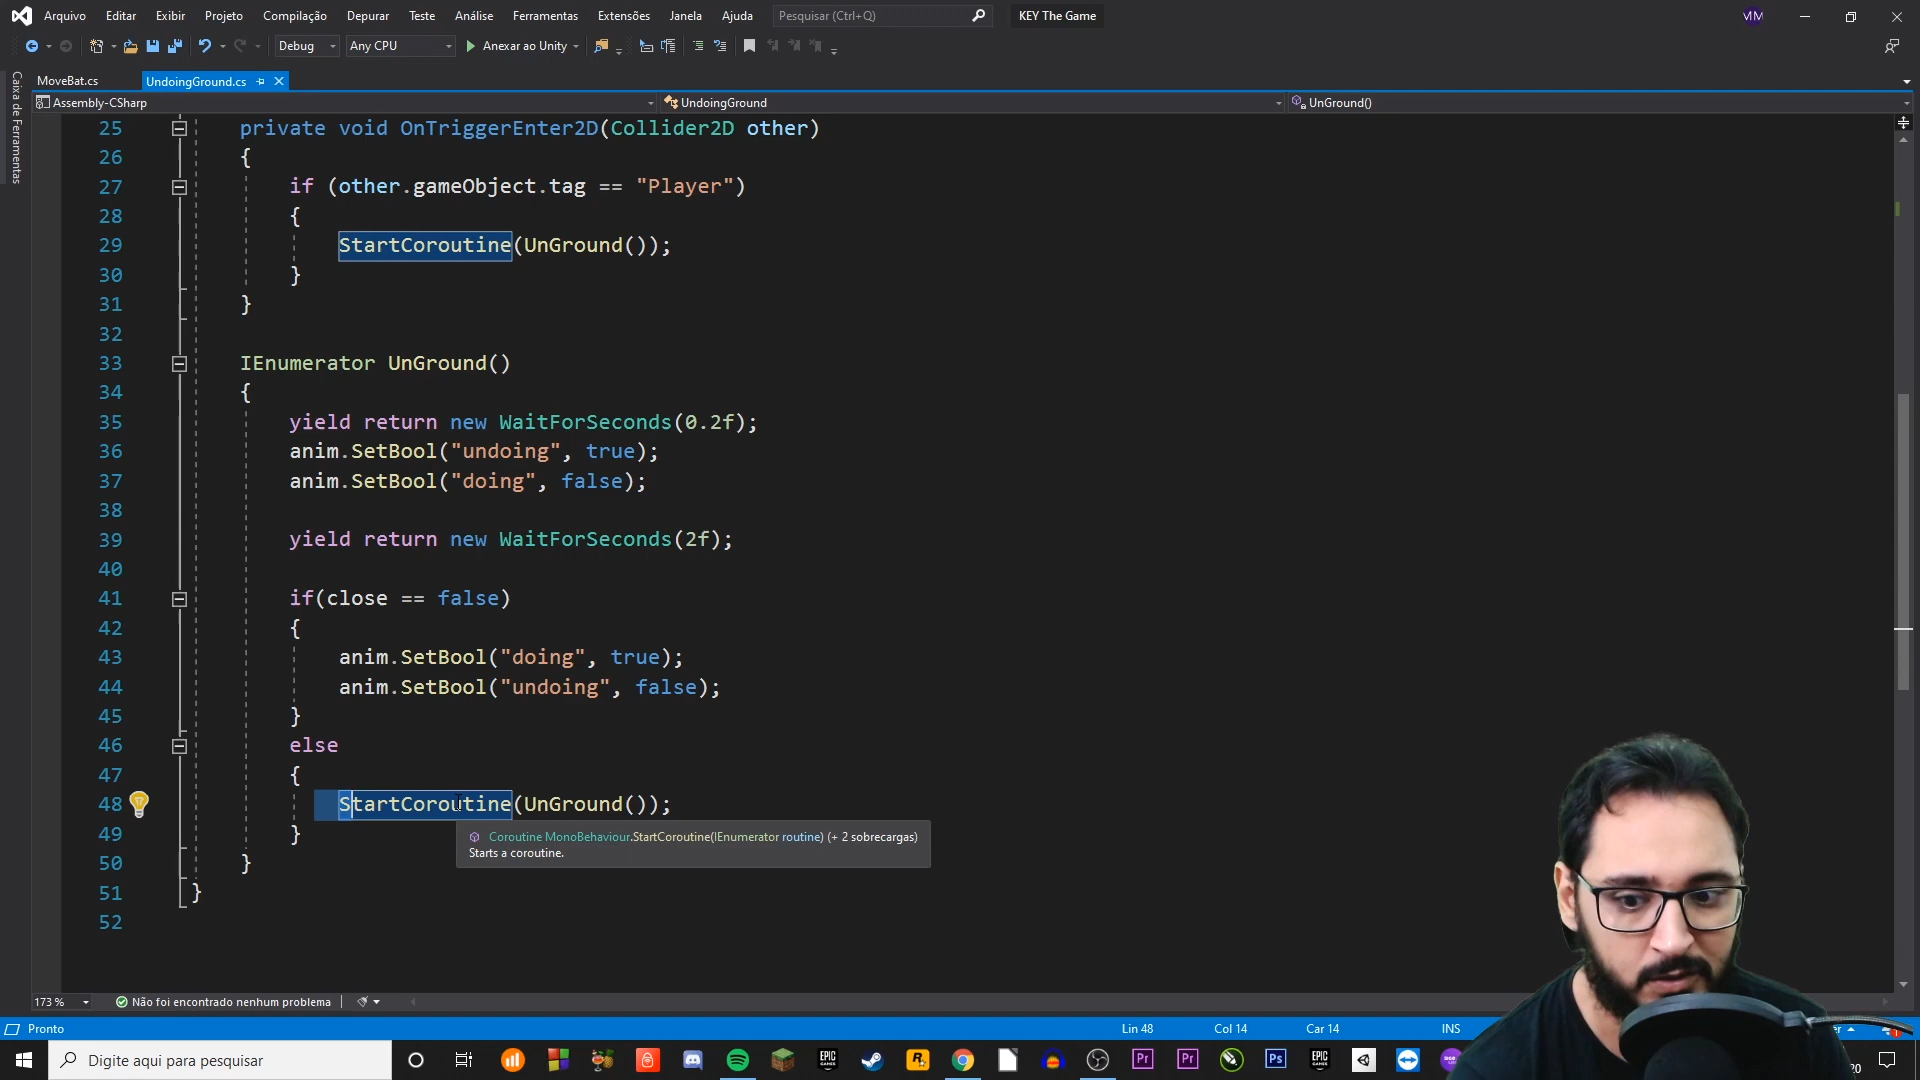 Arquivo Editar Exibir Projeto Compilação Depurar Teste Análise Ferramentas Extensões Janela Ajuda Pesquisar (Ctrl+Q) KEY The Game VM
Debug Any CPU Anexar ao Unity
MoveBat.cs UndoingGround.cs
Assembly-CSharp UndoingGround UnGround()
Caixa de Ferramentas
25 private void OnTriggerEnter2D(Collider2D other)
26 {
27 if (other.gameObject.tag == "Player")
28 {
29 StartCoroutine(UnGround());
30 }
31 }
32
33 IEnumerator UnGround()
34 {
35 yield return new WaitForSeconds(0.2f);
36 anim.SetBool("undoing", true);
37 anim.SetBool("doing", false);
38
39 yield return new WaitForSeconds(2f);
40
41 if(close == false)
42 {
43 anim.SetBool("doing", true);
44 anim.SetBool("undoing", false);
45 }
46 else
47 {
48 StartCoroutine(UnGround());
Coroutine MonoBehaviour.StartCoroutine(IEnumerator routine) (+ 2 sobrecargas)
Starts a coroutine.
49 }
50 }
51 }
52
173 % Não foi encontrado nenhum problema
Pronto Lin 48 Col 14 Car 14 INS
Digite aqui para pesquisar